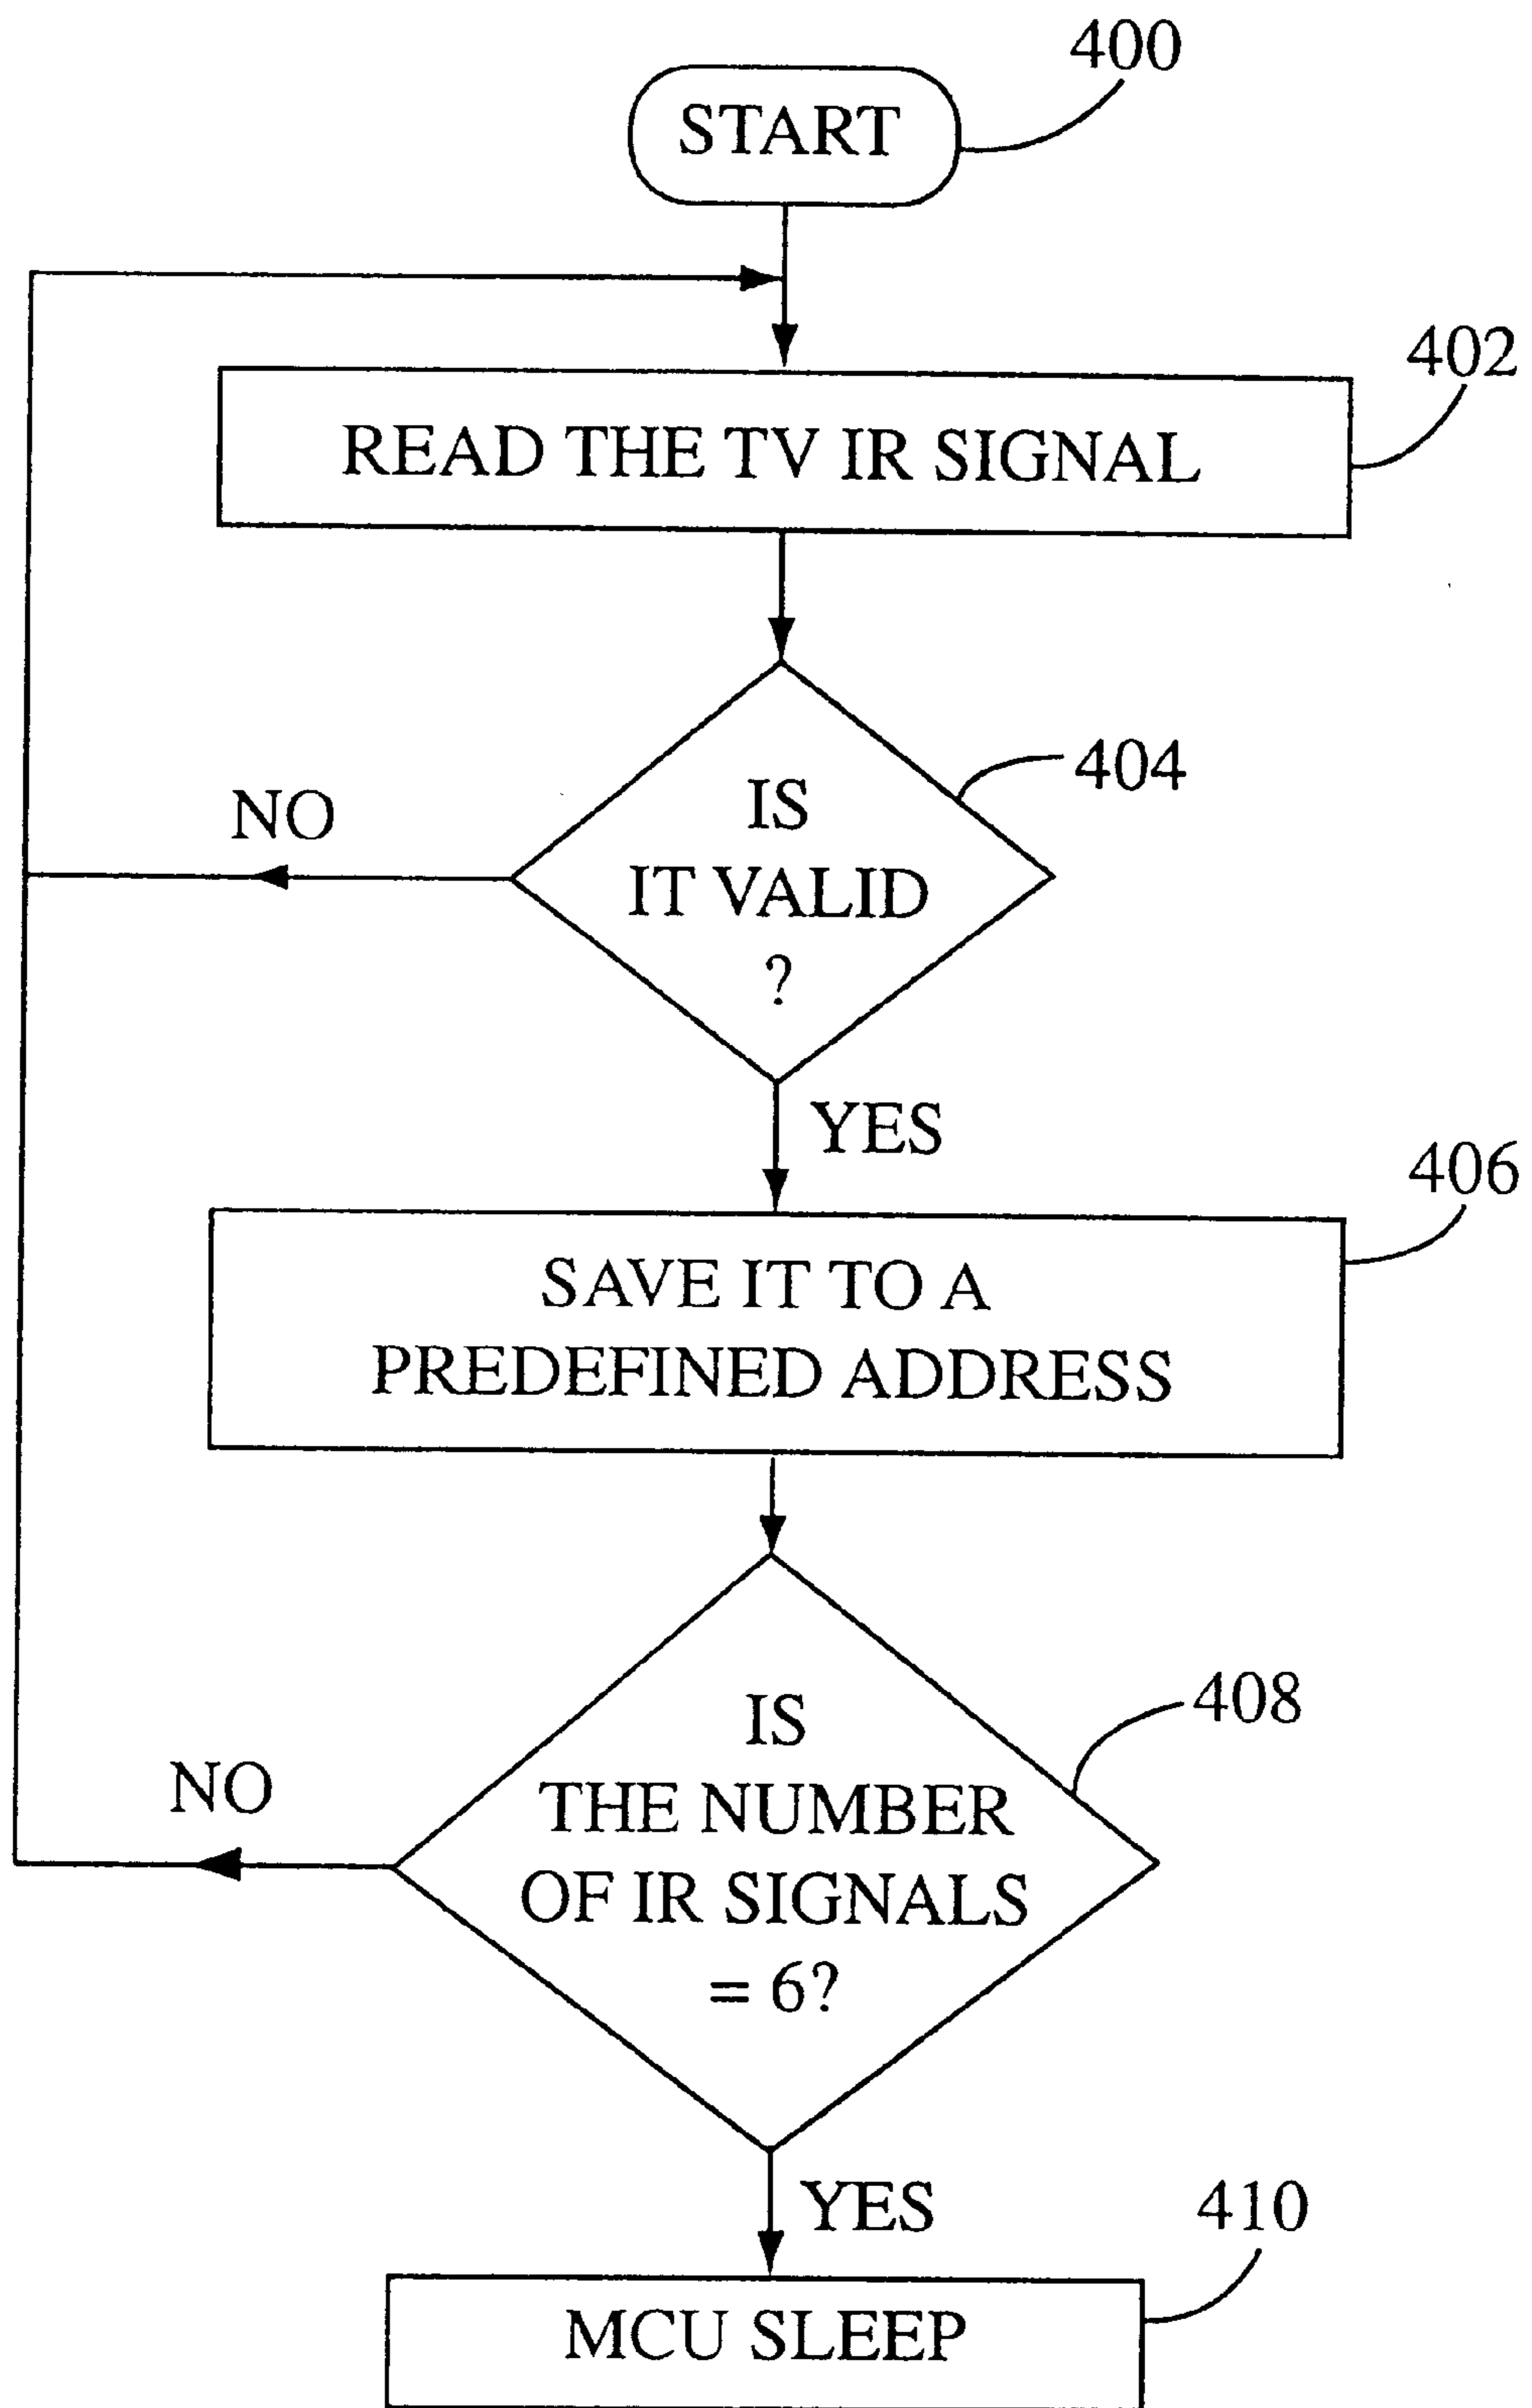 400
START
402
READ THE TV IR SIGNAL
404
IS
IT VALID
?
NO
YES
406
SAVE IT TO A
PREDEFINED ADDRESS
408
IS
THE NUMBER
OF IR SIGNALS
= 6?
NO
YES
410
MCU SLEEP